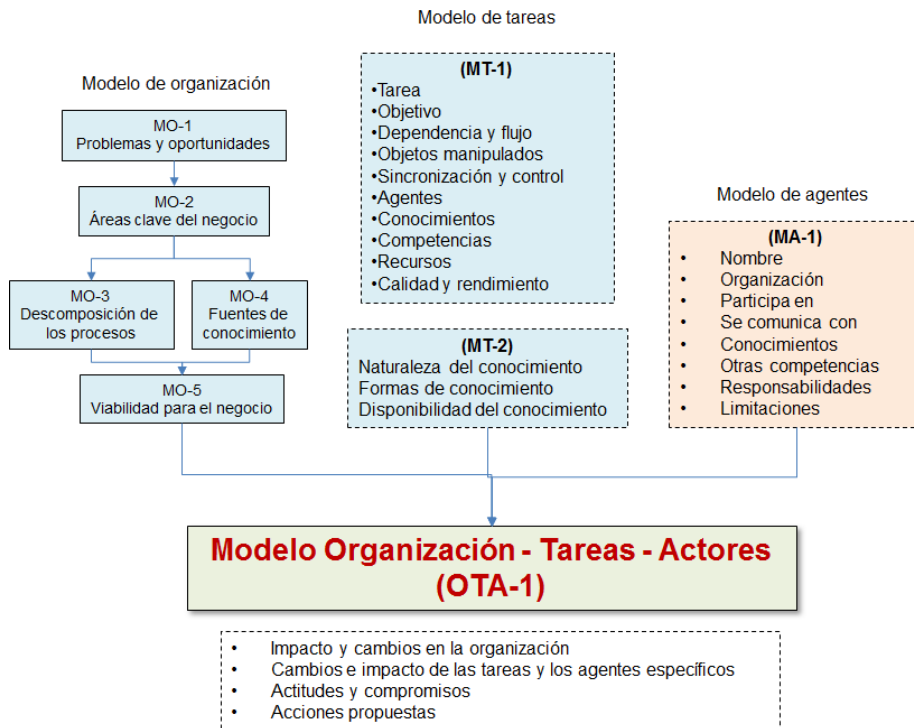 Modelo de tareas
Modelo de organización
MO-1
Problemas y oportunidades
MO-2
Áreas clave del negocio
MO-3
Descomposición de
los procesos
MO-4
Fuentes de
conocimiento
MO-5
Viabilidad para el negocio
(MT-1)
•Tarea
•Objetivo
•Dependencia y flujo
•Objetos manipulados
•Sincronización y control
•Agentes
•Conocimientos
•Competencias
•Recursos
•Calidad y rendimiento
(MT-2)
Naturaleza del conocimiento
Formas de conocimiento
Disponibilidad del conocimiento
Modelo de agentes
(MA-1)
• Nombre
• Organización
• Participa en
• Se comunica con
• Conocimientos
• Otras competencias
• Responsabilidades
• Limitaciones
Modelo Organización - Tareas - Actores
(OTA-1)
• Impacto y cambios en la organización
• Cambios e impacto de las tareas y los agentes específicos
• Actitudes y compromisos
• Acciones propuestas